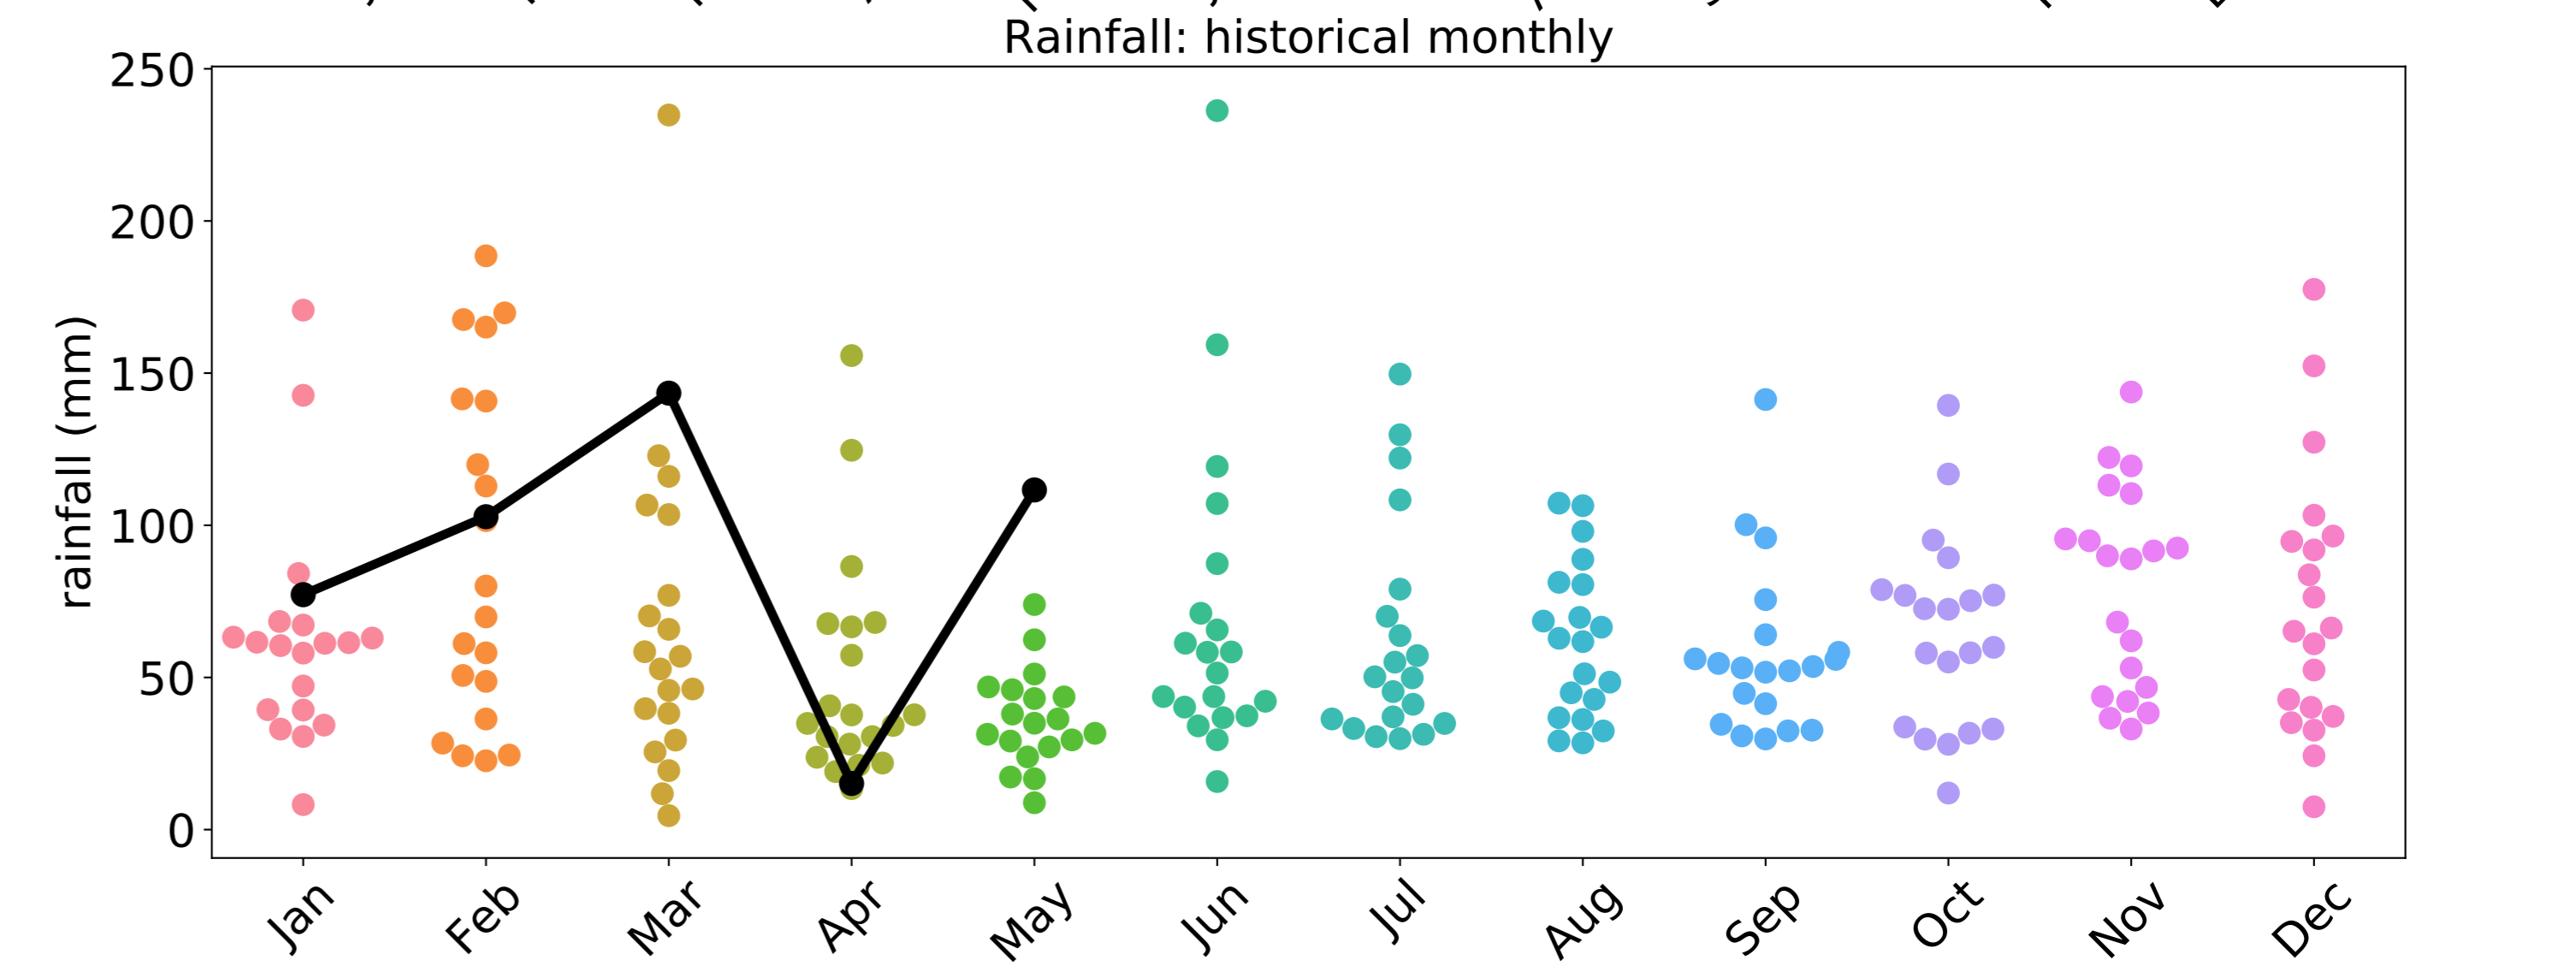 Rainfall: historical monthly
250
200
150
100
50
0
rainfall (mm)
Jan
Feb
Mar
Apr
May
Jun
Jul
Aug
Sep
Oct
Nov
Dec